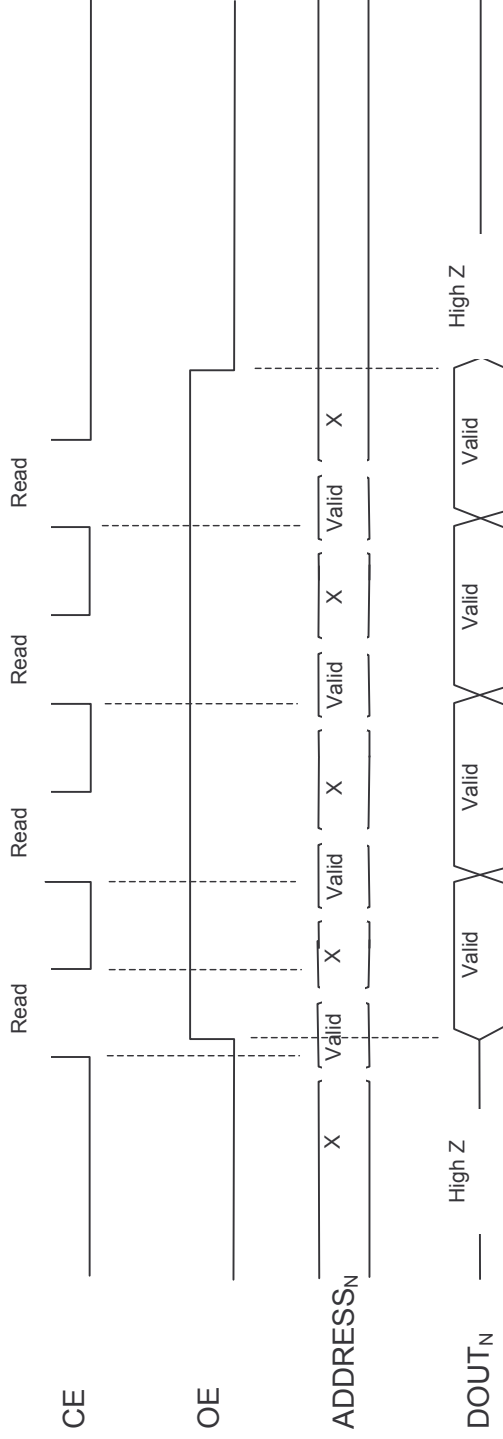 Read Read Read Read
CE
OE
ADDRESSN X Valid X Valid X Valid X Valid X
DOUTN High Z Valid Valid Valid Valid High Z